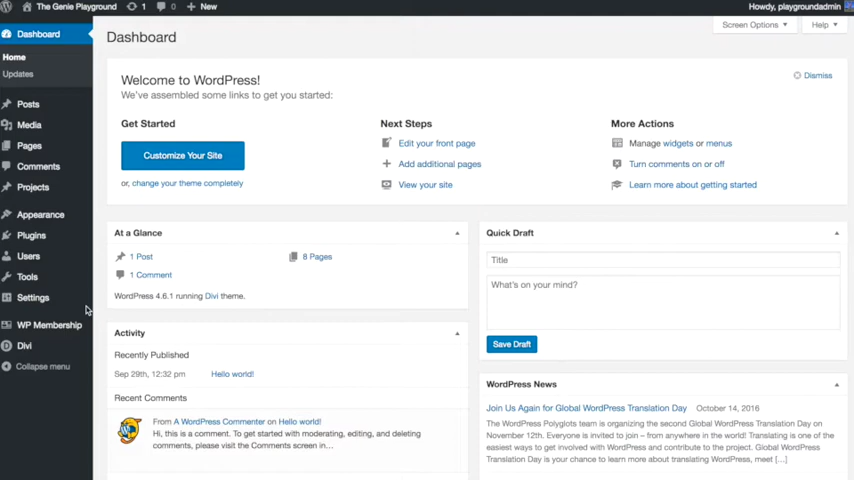 The Genie Playground 1 0 New Howdy, playgroundadmin
Dashboard
Home
Updates
Posts
Media
Pages
Comments
Projects
Appearance
Plugins
Users
Tools
Settings
WP Membership
Divi
Collapse menu
Screen Options Help
Dashboard
Welcome to WordPress!
We've assembled some links to get you started:
Dismiss
Get Started
Customize Your Site
or, change your theme completely
Next Steps
Edit your front page
Add additional pages
View your site
More Actions
Manage widgets or menus
Turn comments on or off
Learn more about getting started
At a Glance
1 Post 8 Pages
1 Comment
WordPress 4.6.1 running Divi theme.
Activity
Recently Published
Sep 29th, 12:32 pm Hello world!
Recent Comments
From A WordPress Commenter on Hello world!
Hi, this is a comment. To get started with moderating, editing, and deleting
comments, please visit the Comments screen in…
Quick Draft
Title
What's on your mind?
Save Draft
WordPress News
Join Us Again for Global WordPress Translation Day October 14, 2016
The WordPress Polyglots team is organizing the second Global WordPress Translation Day on
November 12th. Everyone is invited to join – from anywhere in the world! Translating is one of the
easiest ways to get involved with WordPress and contribute to the project. Global WordPress
Translation Day is your chance to learn more about translating WordPress, meet […]